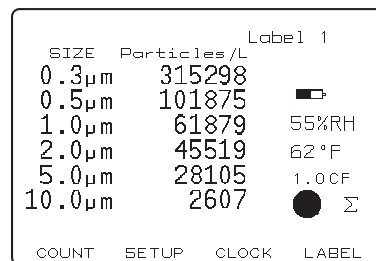 Label 1
SIZE Particles/L
0.3µm 315298
0.5µm 101875
1.0µm 61879 55%RH
2.0µm 45519 62°F
5.0µm 28105 1.0CF
10.0µm 2607 Σ
COUNT SETUP CLOCK LABEL